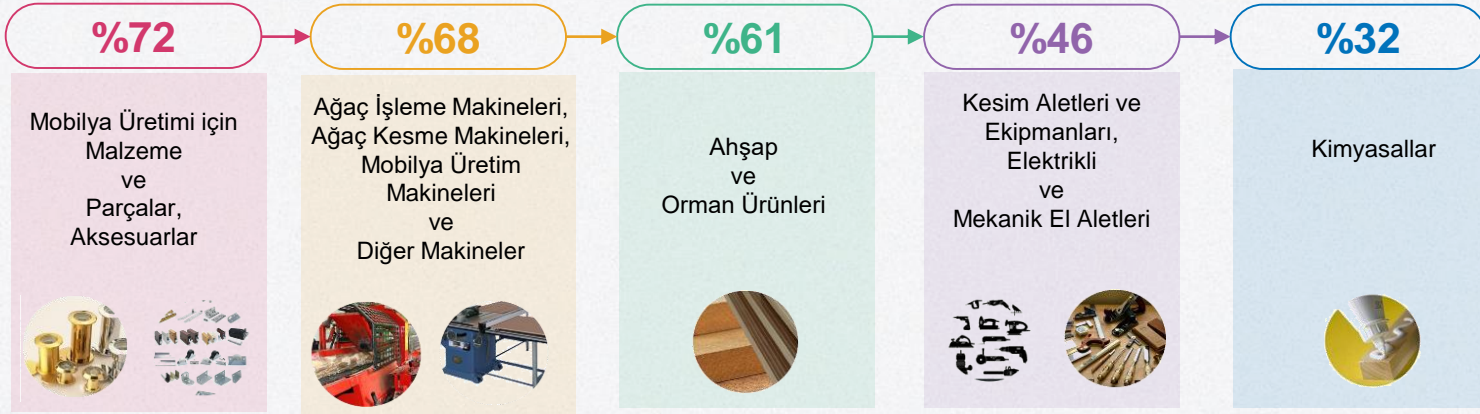 %72
Mobilya Üretimi için
Malzeme
ve
Parçalar,
Aksesuarlar
%68
Ağaç İşleme Makineleri,
Ağaç Kesme Makineleri,
Mobilya Üretim
Makineleri
ve
Diğer Makineler
%61
Ahşap
ve
Orman Ürünleri
%46
Kesim Aletleri ve
Ekipmanları,
Elektrikli
ve
Mekanik El Aletleri
%32
Kimyasallar